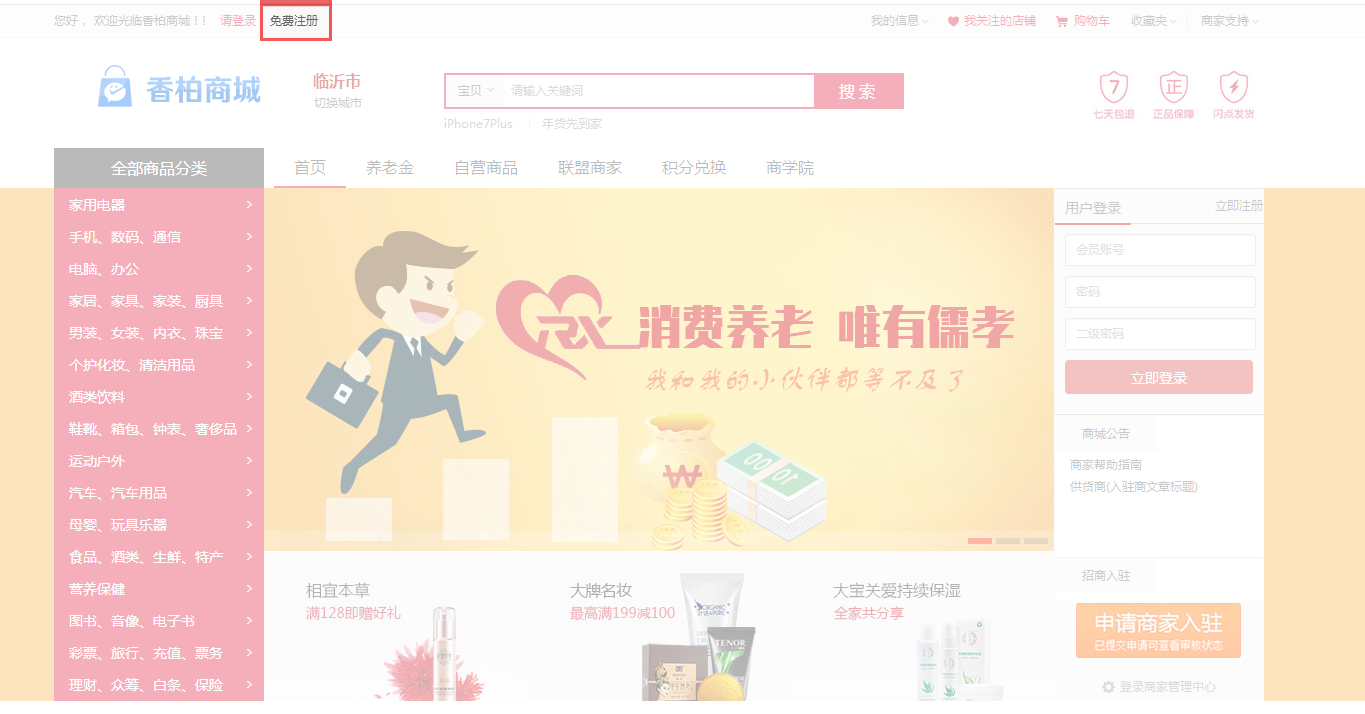 您好， 欢迎光临香柏商城！! 请登录 免费注册
我的信息 我关注的店铺 购物车 收藏夹 商家支持
香柏商城
临沂市
切换城市
宝贝 请输入关键词 搜 索
iPhone7Plus 年货先到家
7 正
七天包退 正品保障 闪点发货
全部商品分类 首页 养老金 自营商品 联盟商家 积分兑换 商学院
家用电器
手机、数码、通信
电脑、办公
家居、家具、家装、厨具
男装、女装、内衣、珠宝
个护化妆、清洁用品
酒类饮料
鞋靴、箱包、钟表、奢侈品
运动户外
汽车、汽车用品
母婴、玩具乐器
食品、酒类、生鲜、特产
营养保健
图书、音像、电子书
彩票、旅行、充值、票务
理财、众筹、白条、保险
RX 消费养老 唯有儒孝
我和我的小伙伴都等不及了
100
用户登录 立即注册
会员账号
密码
二级密码
立即登录
商城公告
商家帮助指南
供货商(入驻商文章标题)
招商入驻
申请商家入驻
已提交申请可查看审核状态
登录商家管理中心
相宜本草
满128即赠好礼
大牌名妆
最高满199减100
ORGANIC
TENOR
大宝关爱持续保湿
全家共分享